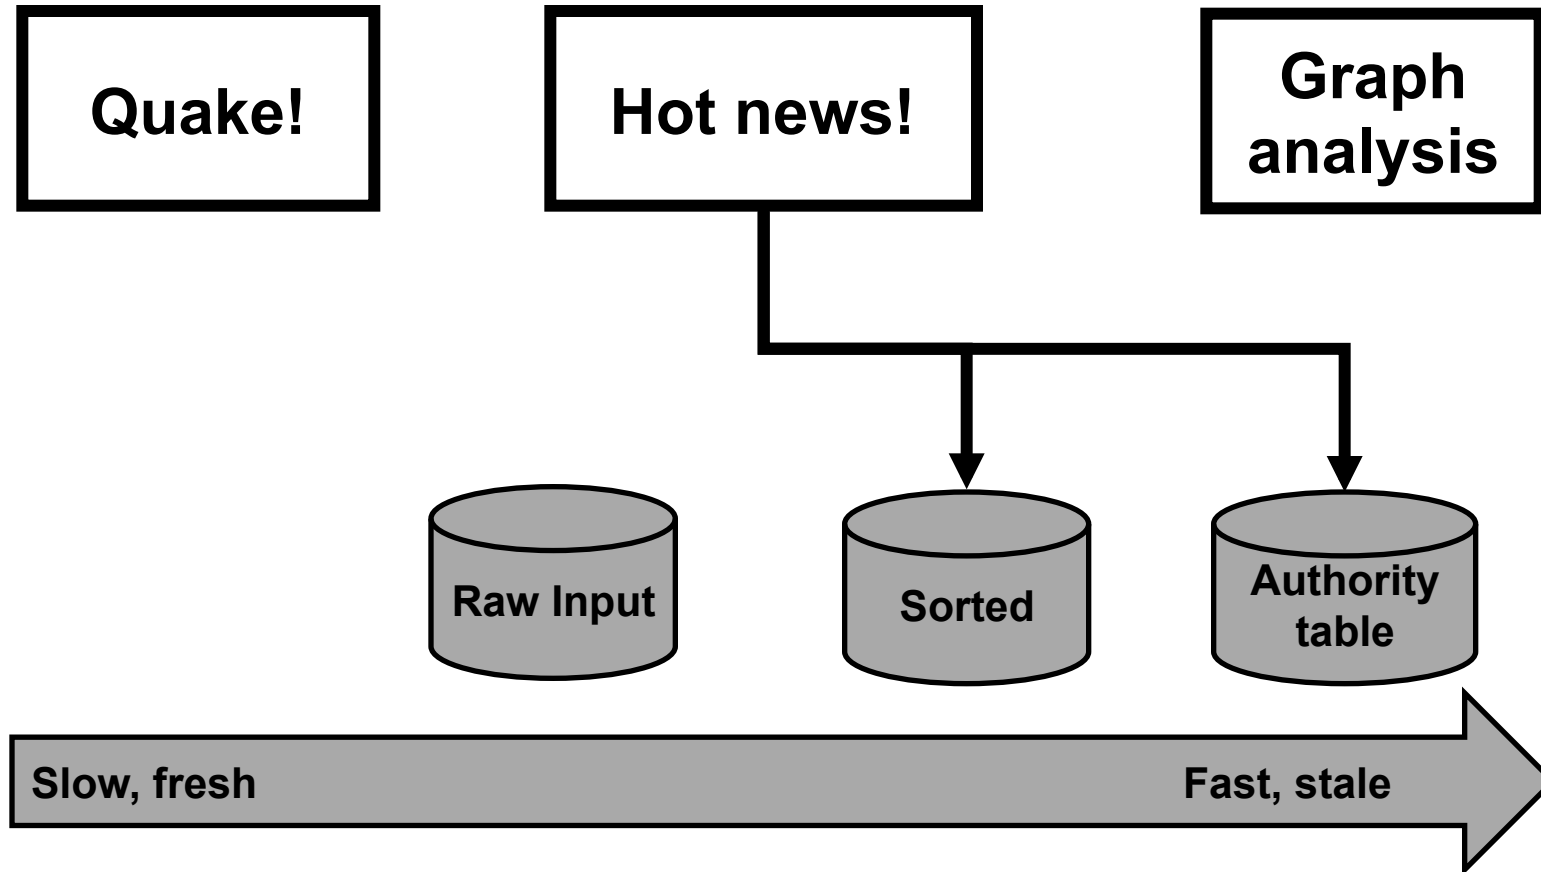 Quake!
Hot news!
Graph
analysis
Raw Input
Sorted
Authority
table
Slow, fresh
Fast, stale